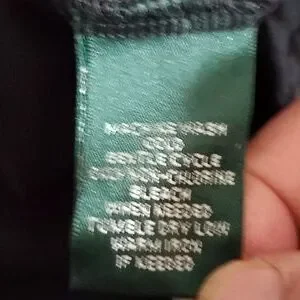 MACHINE WASH
COLD
GENTLE CYCLE
ONLY NON-CHLORINE
BLEACH
WHEN NEEDED
TUMBLE DRY LOW
WARM IRON
IF NEEDED